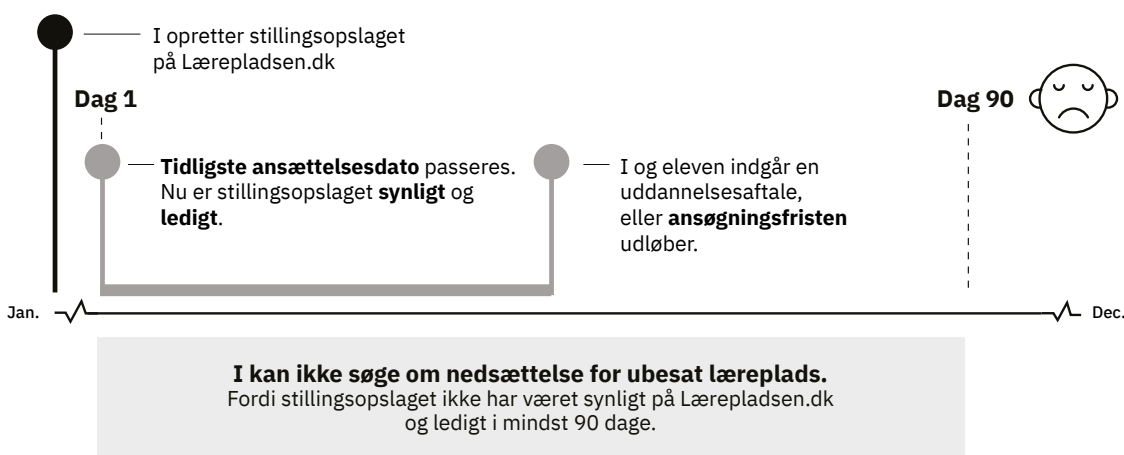 I opretter stillingsopslaget
på Lærepladsen.dk
Dag 1
Dag 90
Tidligste ansættelsesdato passeres.
Nu er stillingsopslaget synligt og
ledigt.
I og eleven indgår en
uddannelsesaftale,
eller ansøgningsfristen
udløber.
Jan.
Dec.
I kan ikke søge om nedsættelse for ubesat læreplads.
Fordi stillingsopslaget ikke har været synligt på Lærepladsen.dk
og ledigt i mindst 90 dage.